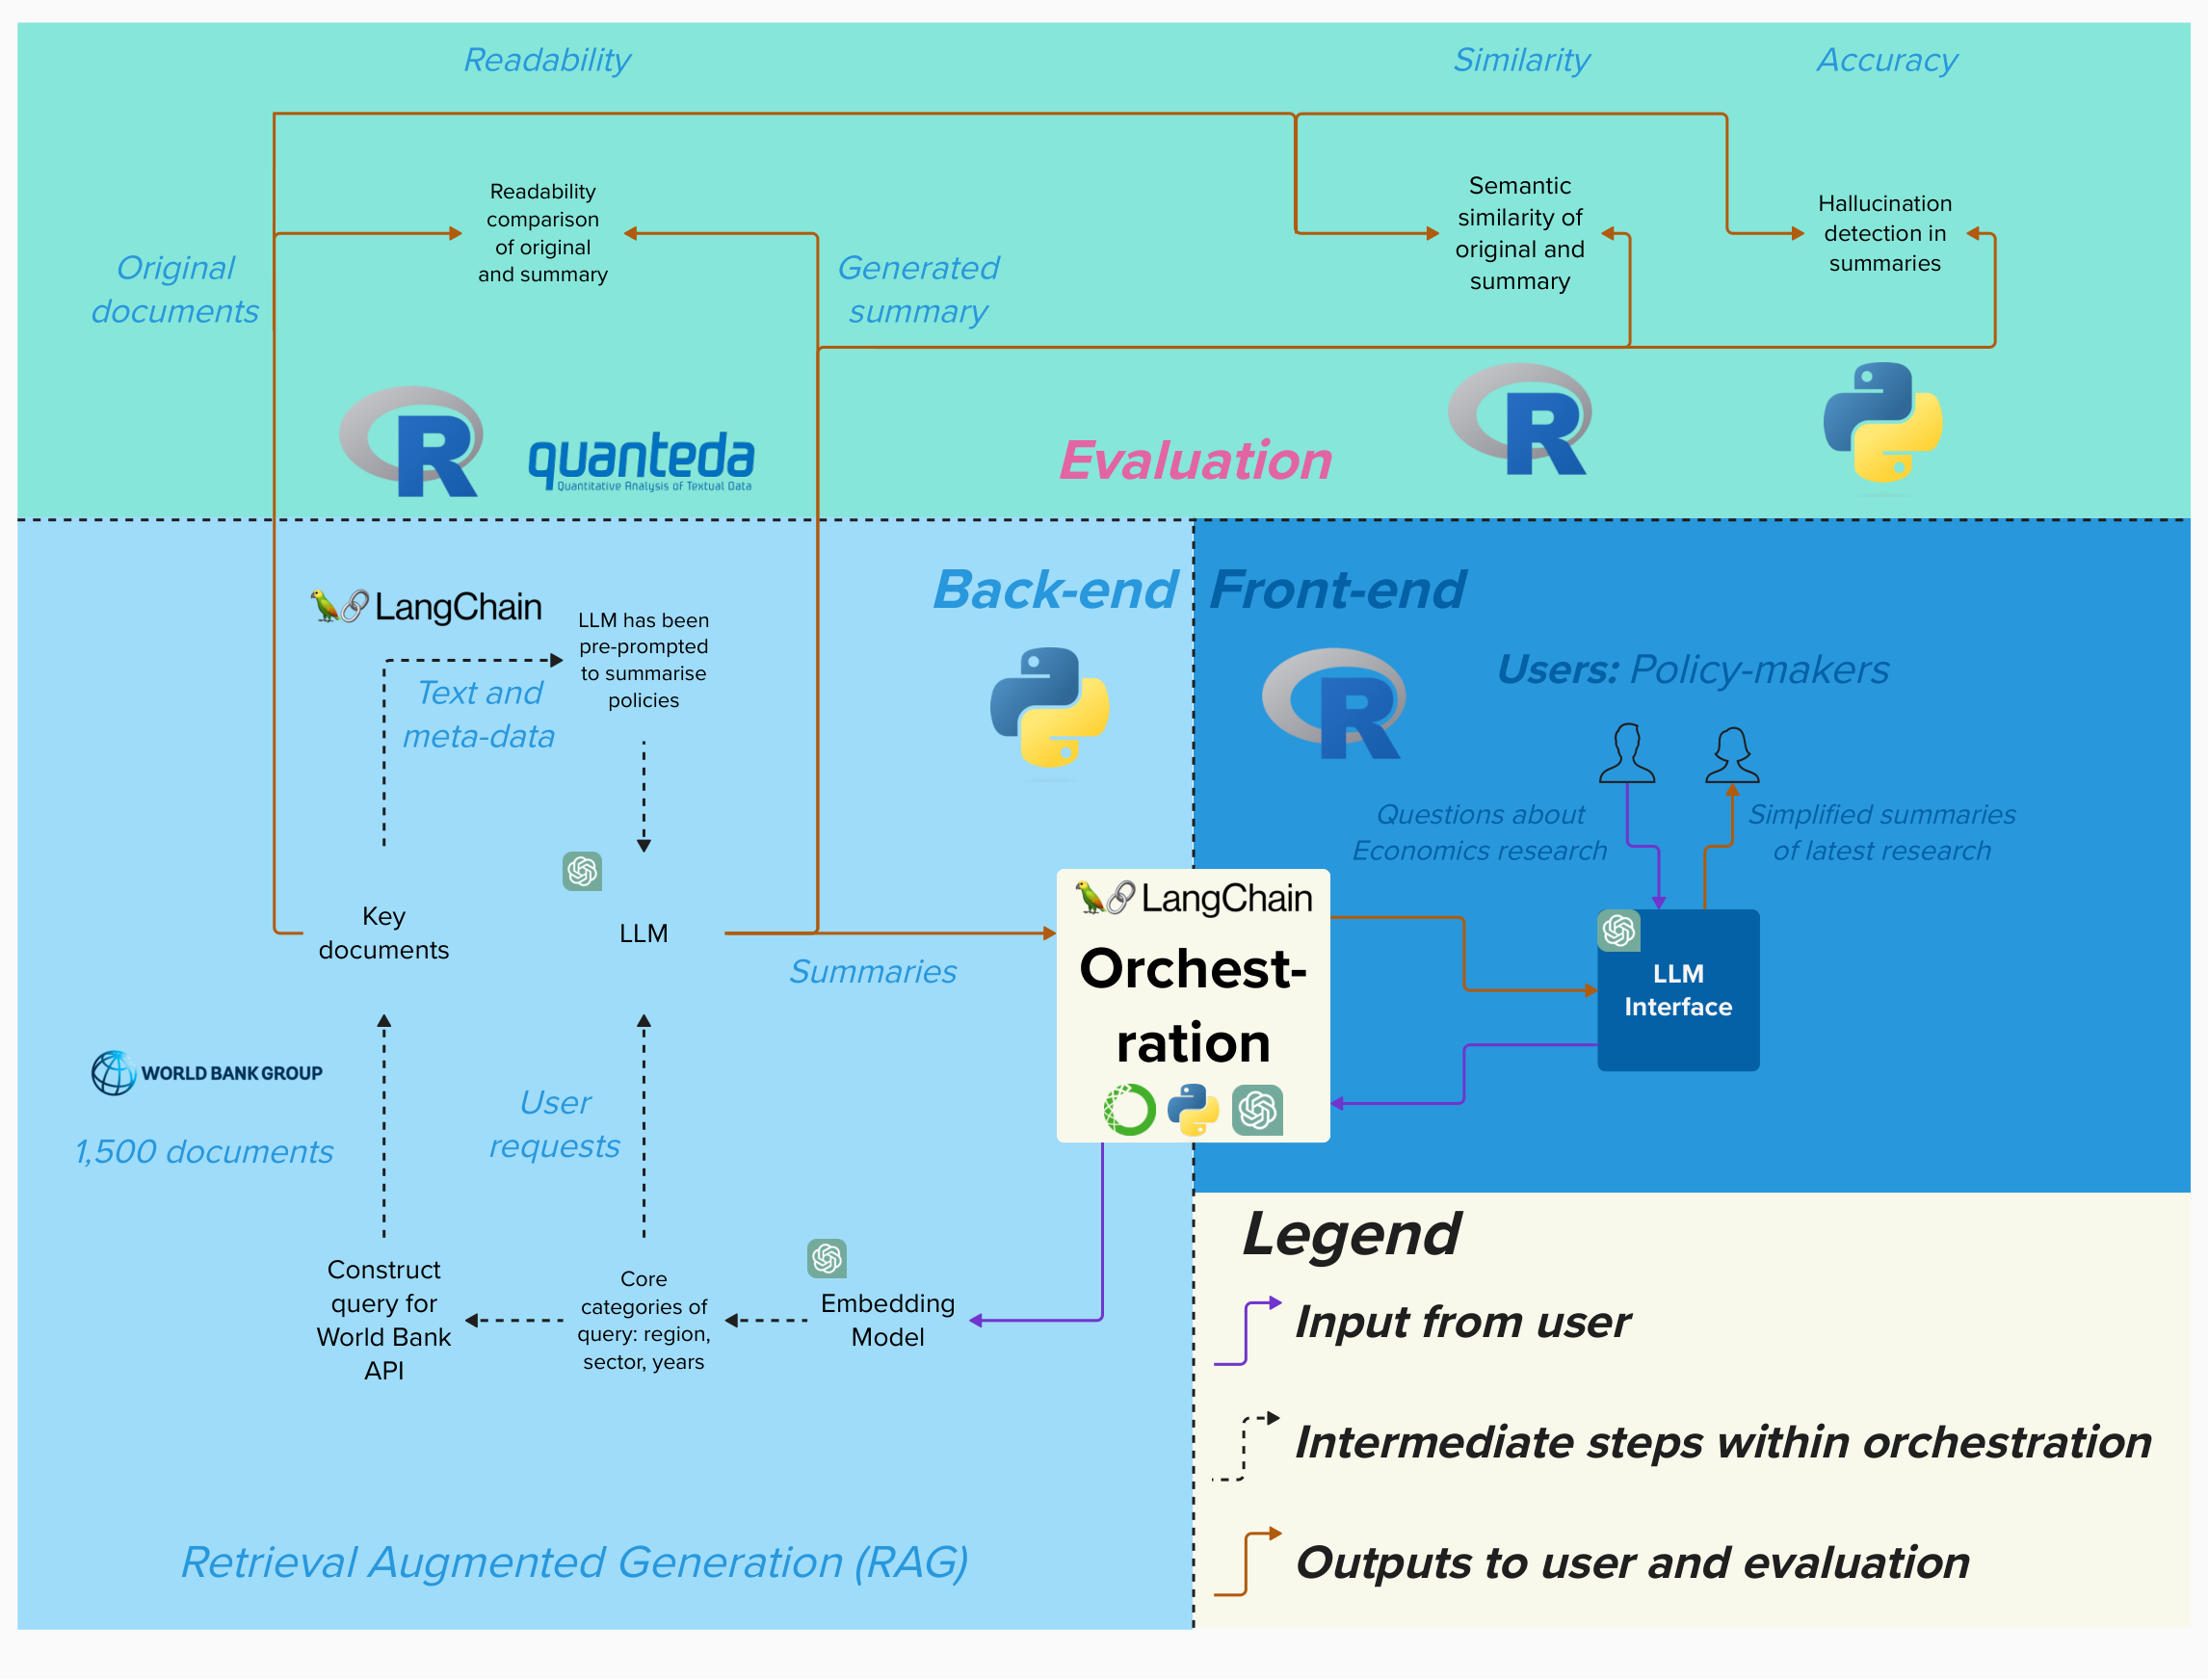 Readability
Similarity
Accuracy
Readability
comparison
of original
and summary
Semantic
similarity of
original and
summary
Hallucination
detection in
summaries
Original
documents
Generated
summary
R
quanteda
Quantitative Analysis of Textual Data
Evaluation
R
Back-end
Front-end
LangChain
LLM has been
pre-prompted
to summarise
policies
Text and
meta-data
R
Users: Policy-makers
Questions about
Economics research
Simplified summaries
of latest research
Key
documents
LLM
Summaries
LangChain
Orchest-
ration
LLM
Interface
WORLD BANK GROUP
1,500 documents
User
requests
Construct
query for
World Bank
API
Core
categories of
query: region,
sector, years
Embedding
Model
Retrieval Augmented Generation (RAG)
Legend
Input from user
Intermediate steps within orchestration
Outputs to user and evaluation